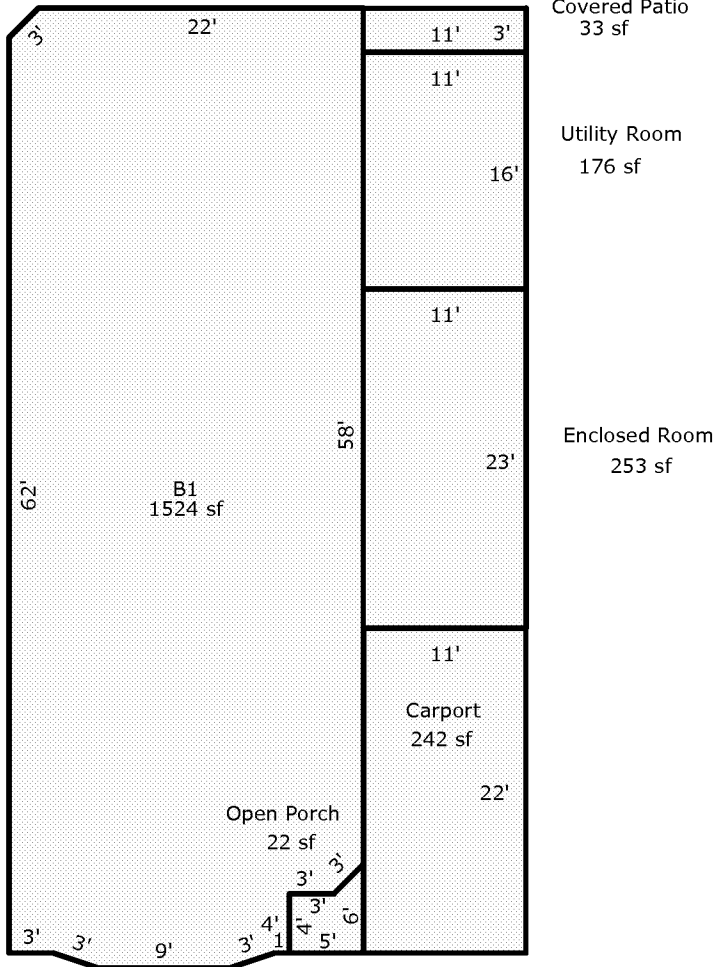 Covered Patio
33 sf
22'
3'
11'
3'
11'
Utility Room
176 sf
16'
11'
58'
Enclosed Room
253 sf
23'
62'
B1
1524 sf
11'
Carport
242 sf
22'
Open Porch
22 sf
3'
3'
3'
6'
4'
4'
3'
3'
9'
3'
1
5'